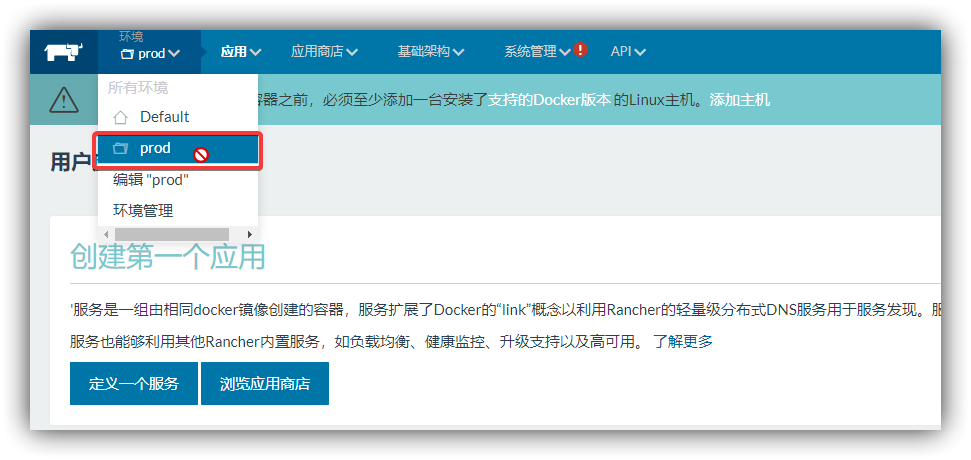 环境
prod 应用 应用商店 基础架构 系统管理 API
所有环境
器之前，必须至少添加一台安装了支持的Docker版本 的Linux主机。添加主机
Default
prod
用户
编辑 "prod"
环境管理
创建第一个应用
'服务是一组由相同docker镜像创建的容器，服务扩展了Docker的“link”概念以利用Rancher的轻量级分布式DNS服务用于服务发现。
服务也能够利用其他Rancher内置服务，如负载均衡、健康监控、升级支持以及高可用。 了解更多
定义一个服务 浏览应用商店